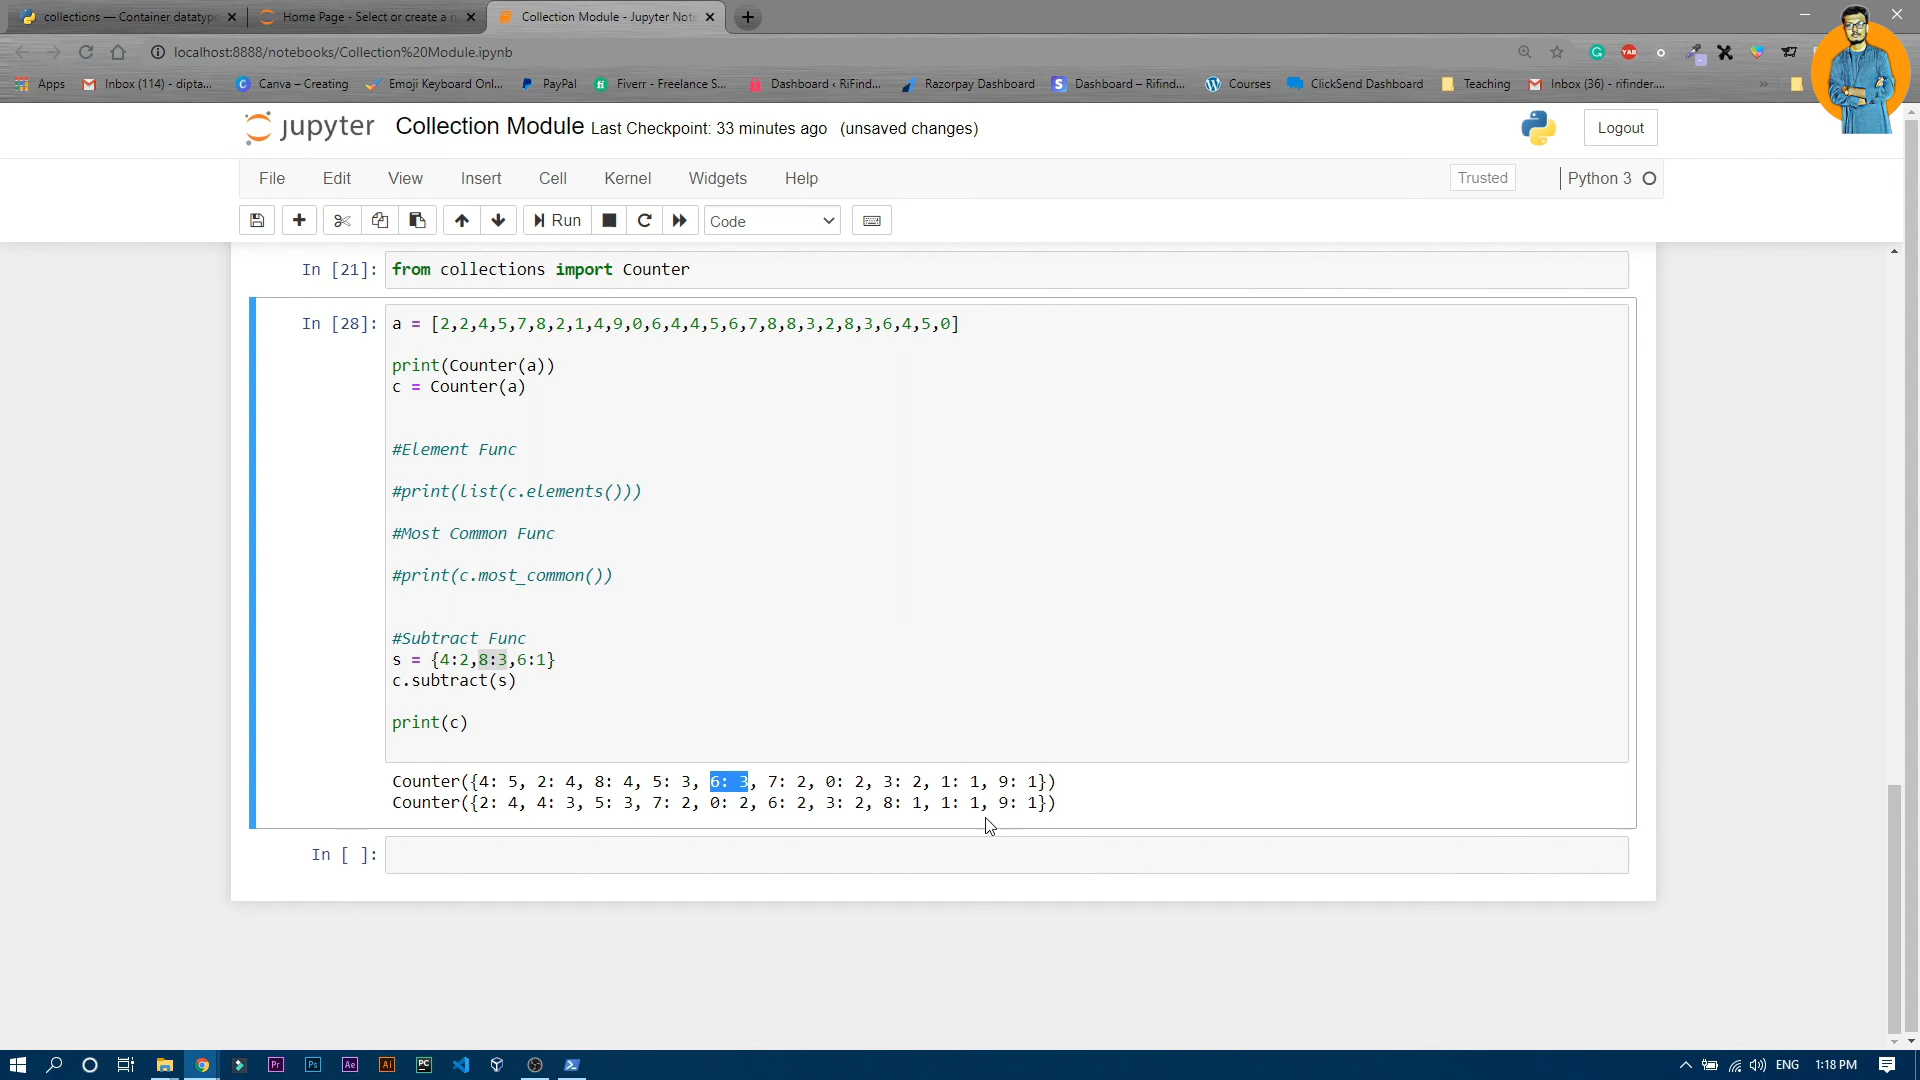 collections — Container datatype
Home Page - Select or create a n
Collection Module - Jupyter Note
localhost:8888/notebooks/Collection%20Module.ipynb
Apps
Inbox (114) - dipta...
Canva – Creating
Emoji Keyboard Onl...
PayPal
Fiverr - Freelance S...
Dashboard ‹ RiFind...
Razorpay Dashboard
Dashboard – Rifind...
Courses
ClickSend Dashboard
Teaching
Inbox (36) - rifinder....
jupyter Collection Module Last Checkpoint: 33 minutes ago (unsaved changes)
Logout
File Edit View Insert Cell Kernel Widgets Help
Trusted
Python 3
Run
Code
In [21]: from collections import Counter
In [28]: a = [2,2,4,5,7,8,2,1,4,9,0,6,4,4,5,6,7,8,8,3,2,8,3,6,4,5,0]
print(Counter(a))
c = Counter(a)
#Element Func
#print(list(c.elements()))
#Most Common Func
#print(c.most_common())
#Subtract Func
s = {4:2,8:3,6:1}
c.subtract(s)
print(c)
Counter({4: 5, 2: 4, 8: 4, 5: 3, 6: 3, 7: 2, 0: 2, 3: 2, 1: 1, 9: 1})
Counter({2: 4, 4: 3, 5: 3, 7: 2, 0: 2, 6: 2, 3: 2, 8: 1, 1: 1, 9: 1})
In [ ]:
Pr
Ps
Ae
Ai
PC
ENG
1:18 PM